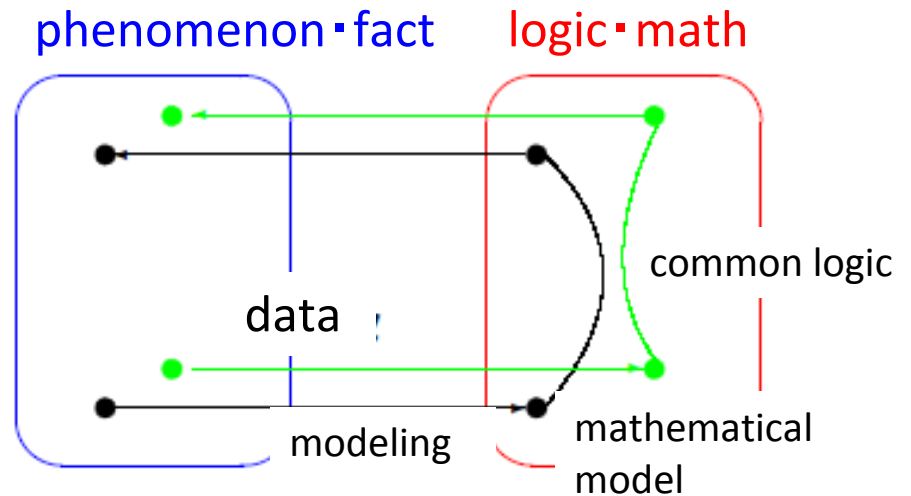 phenomenon・fact
logic・math
common logic
data
modeling
mathematical
model